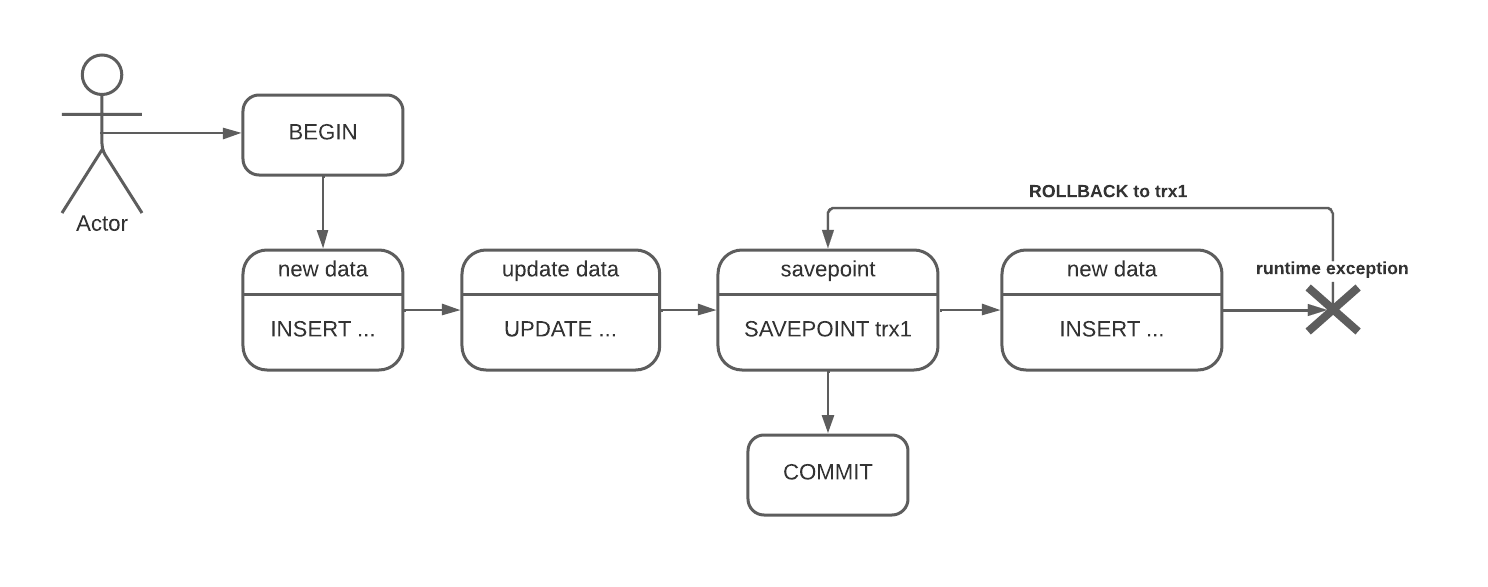 Actor
BEGIN
new data
INSERT ...
update data
UPDATE ...
savepoint
SAVEPOINT trx1
new data
INSERT ...
runtime exception
ROLLBACK to trx1
COMMIT